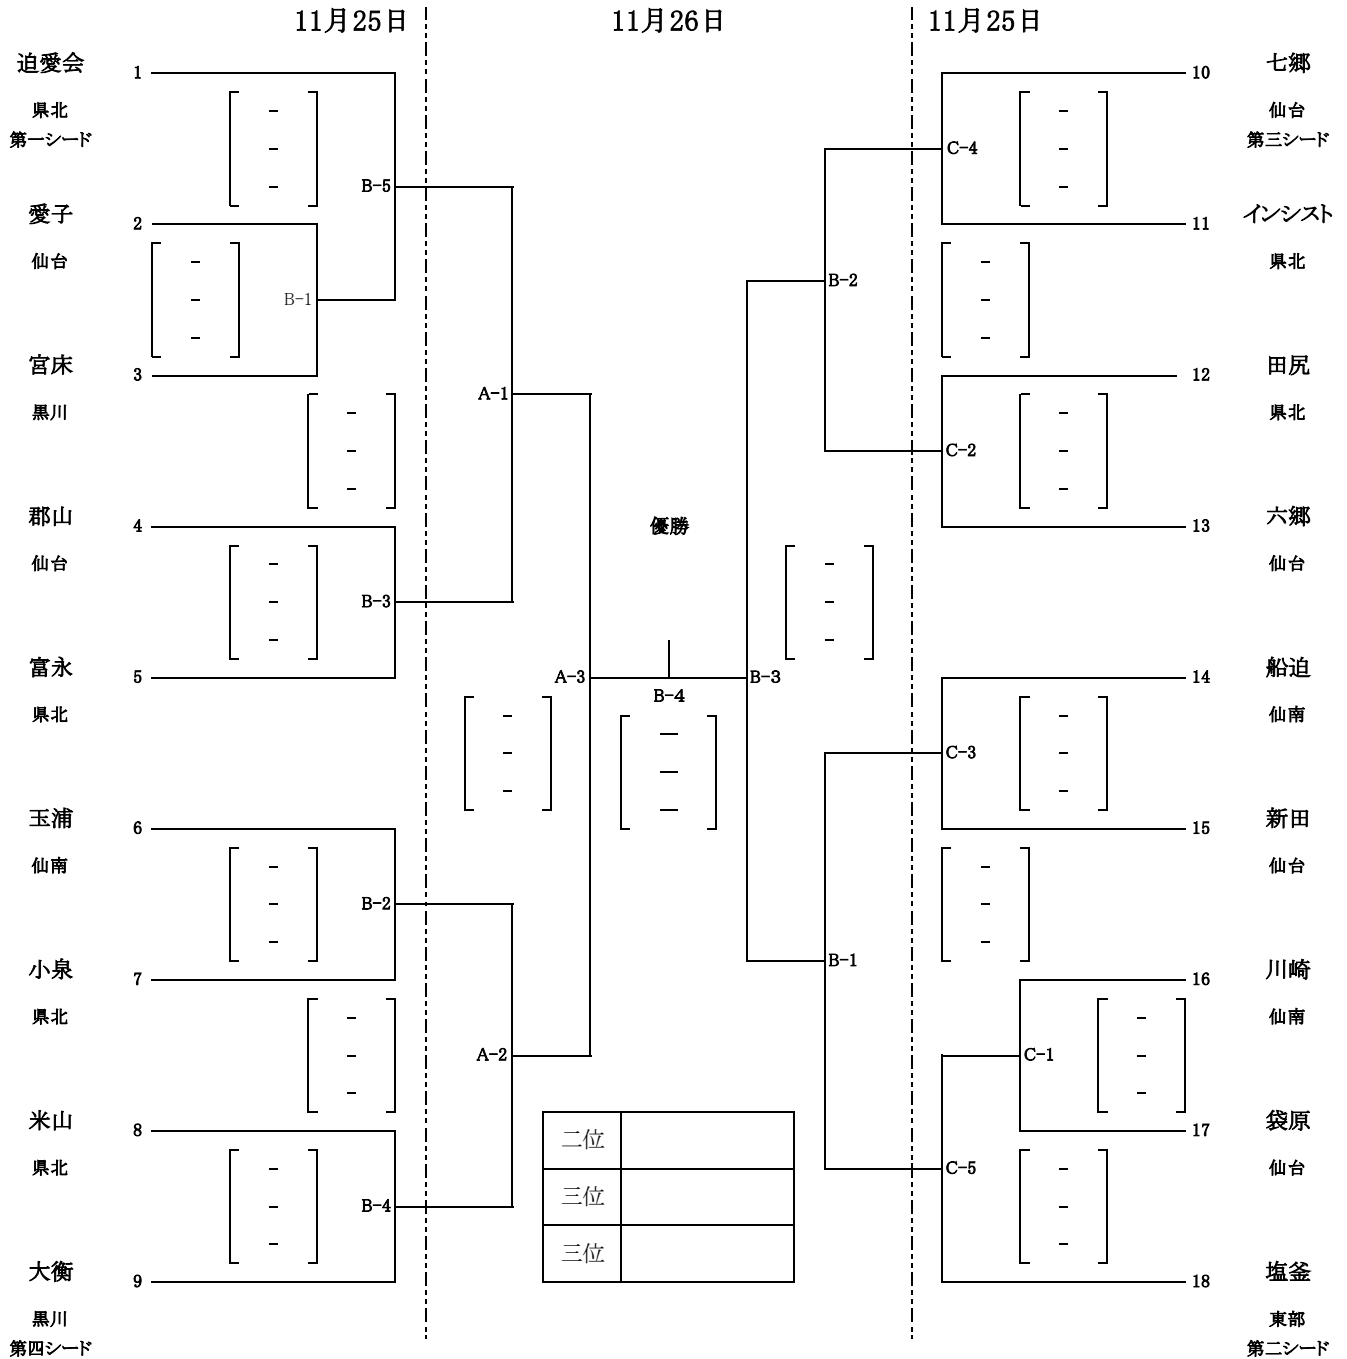 11月25日
11月26日
11月25日
迫愛会
1
県北
第一シード
B-5
愛子
2
仙台
B-1
宮床
3
黒川
A-1
郡山
4
仙台
B-3
富永
5
県北
A-3
玉浦
6
仙南
B-2
小泉
7
県北
A-2
米山
8
県北
B-4
大衡
9
黒川
第四シード
優勝
B-4
二位
三位
三位
10
七郷
仙台
第三シード
C-4
11
インシスト
県北
B-2
12
田尻
県北
C-2
13
六郷
仙台
B-3
14
船迫
仙南
C-3
15
新田
仙台
B-1
16
川崎
仙南
C-1
17
袋原
仙台
C-5
18
塩釜
東部
第二シード